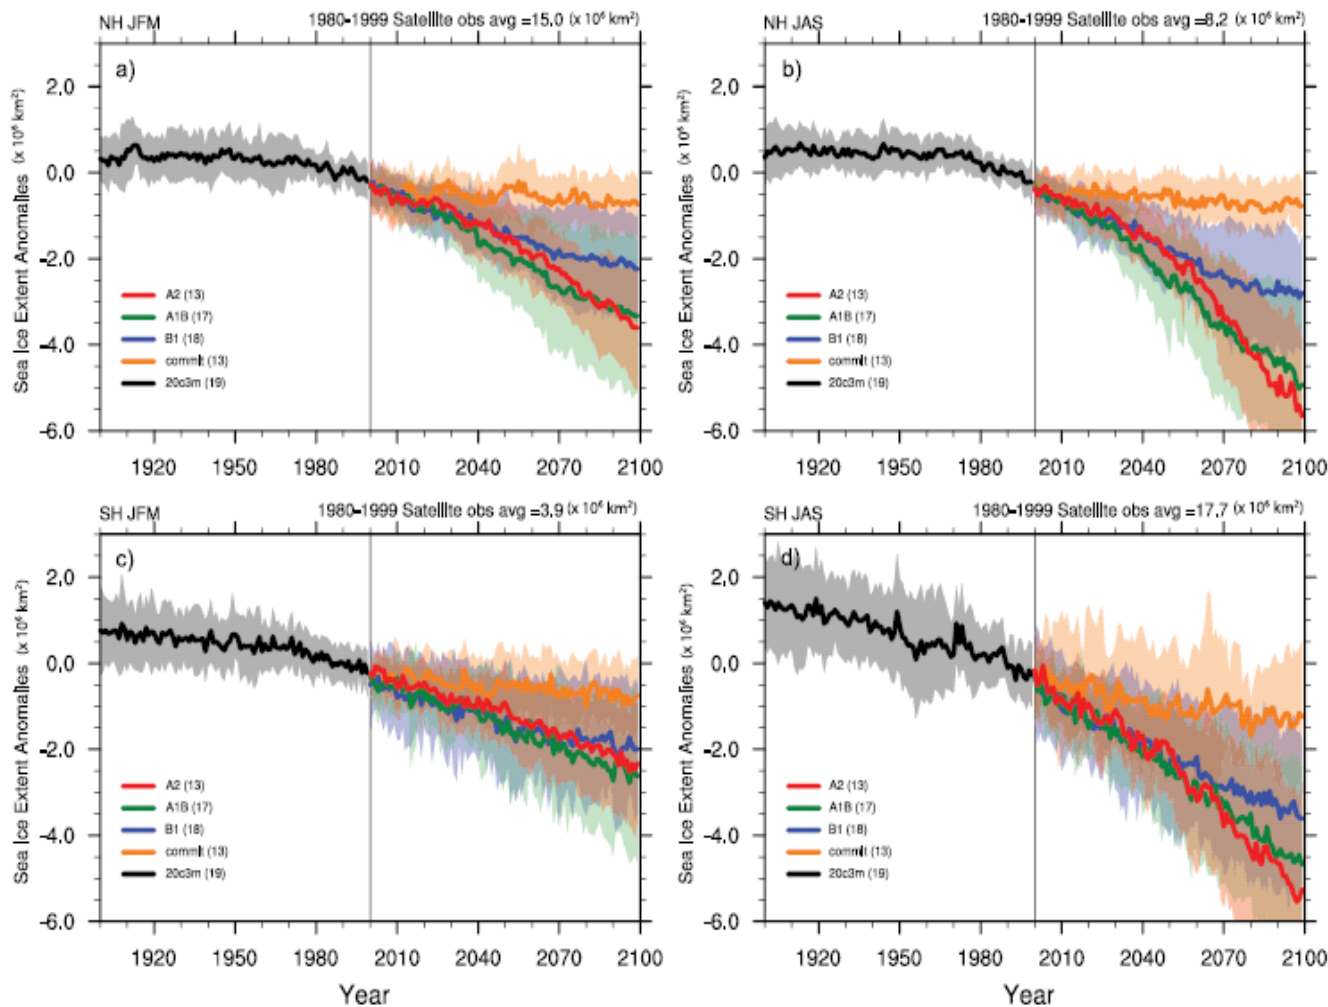 NH JFM 1980-1999 Satellite obs avg =15.0 (x 10⁶ km²)
a)
Sea Ice Extent Anomalies (x 10⁶ km²)
2.0
0.0
-2.0
-4.0
-6.0
A2 (13)
A1B (17)
B1 (18)
commit (13)
20c3m (19)
1920 1950 1980 2010 2040 2070 2100
NH JAS 1980-1999 Satellite obs avg =8.2 (x 10⁶ km²)
b)
Sea Ice Extent Anomalies (x 10⁶ km²)
2.0
0.0
-2.0
-4.0
-6.0
A2 (13)
A1B (17)
B1 (18)
commit (13)
20c3m (19)
1920 1950 1980 2010 2040 2070 2100
SH JFM 1980-1999 Satellite obs avg =3.9 (x 10⁶ km²)
c)
Sea Ice Extent Anomalies (x 10⁶ km²)
2.0
0.0
-2.0
-4.0
-6.0
A2 (13)
A1B (17)
B1 (18)
commit (13)
20c3m (19)
1920 1950 1980 2010 2040 2070 2100
Year
SH JAS 1980-1999 Satellite obs avg =17.7 (x 10⁶ km²)
d)
Sea Ice Extent Anomalies (x 10⁶ km²)
2.0
0.0
-2.0
-4.0
-6.0
A2 (13)
A1B (17)
B1 (18)
commit (13)
20c3m (19)
1920 1950 1980 2010 2040 2070 2100
Year